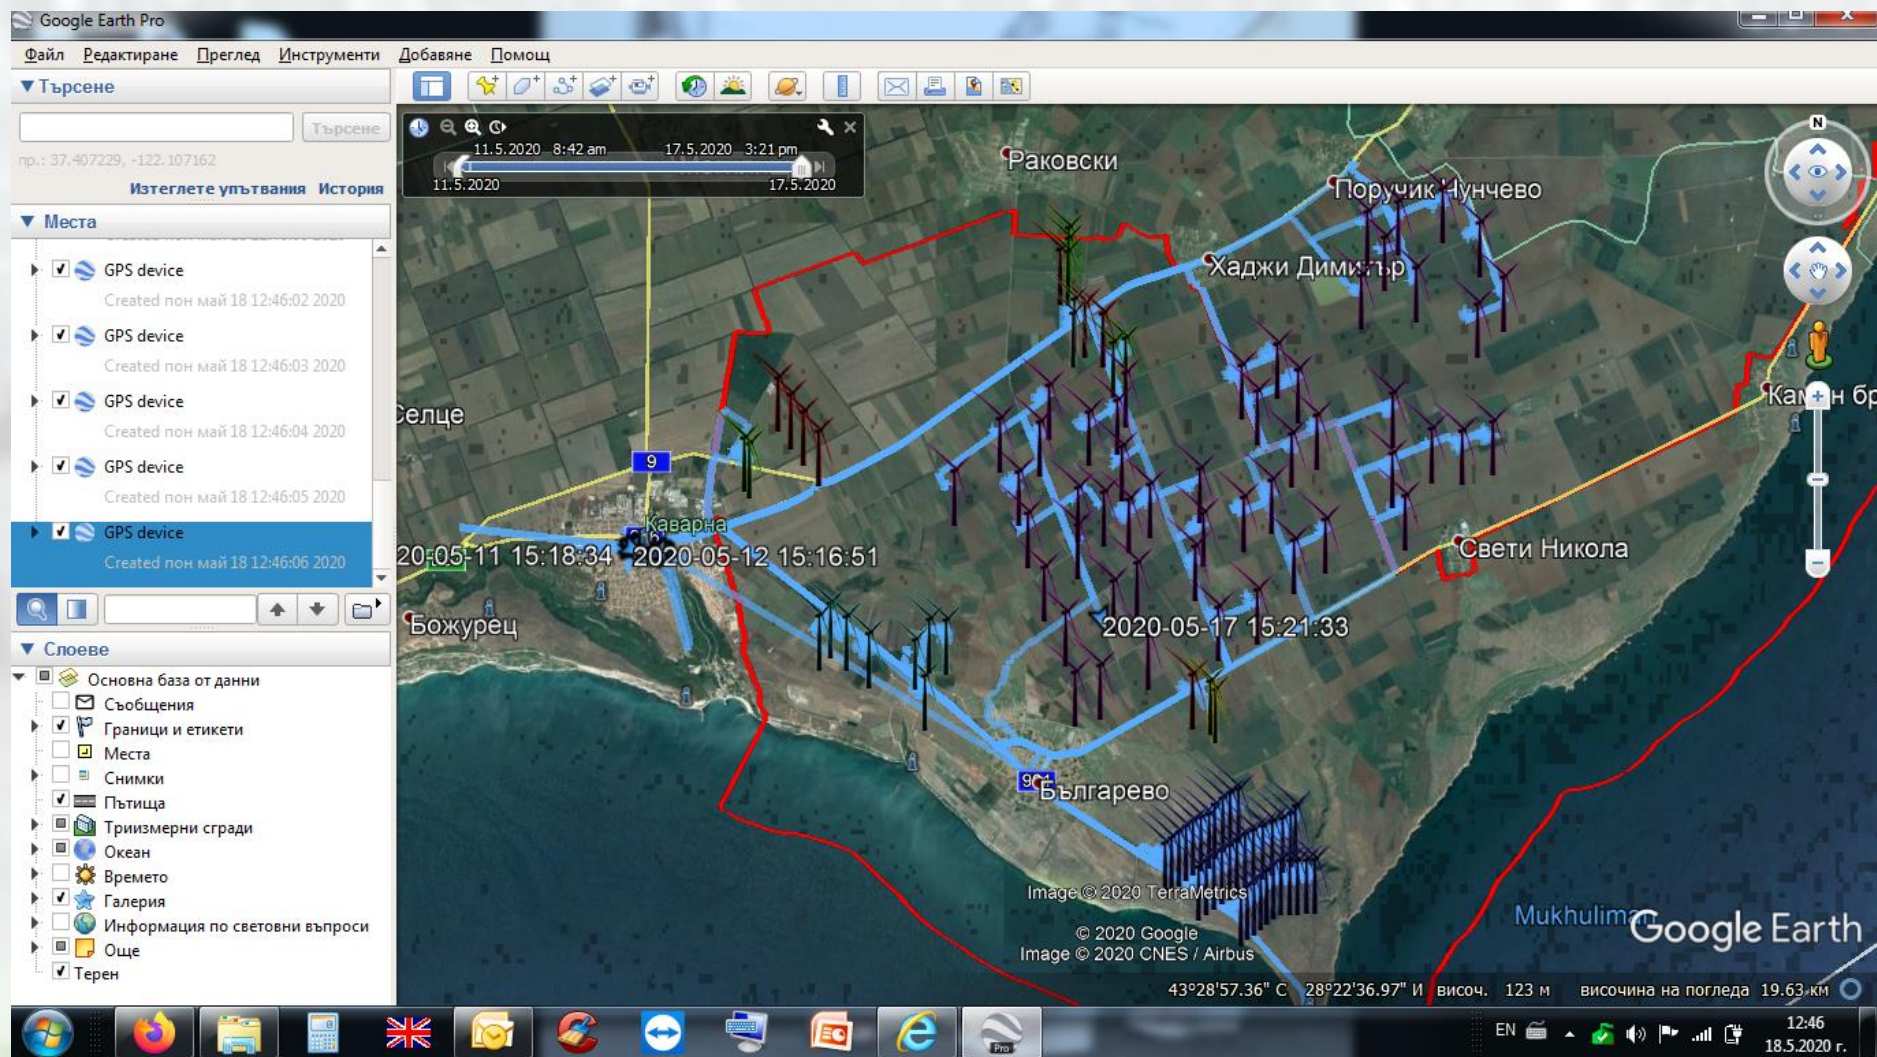 Google Earth Pro
Файл Редактиране Преглед Инструменти Добавяне Помощ
Търсене
Търсене
пр.: 37.407229, -122.107162
Изтеглете упътвания История
Места
GPS device
Created пон май 18 12:46:02 2020
GPS device
Created пон май 18 12:46:03 2020
GPS device
Created пон май 18 12:46:04 2020
GPS device
Created пон май 18 12:46:05 2020
GPS device
Created пон май 18 12:46:06 2020
Слоеве
Основна база от данни
Съобщения
Граници и етикети
Места
Снимки
Пътища
Триизмерни сгради
Океан
Времето
Галерия
Информация по световни въпроси
Още
Терен
11.5.2020 8:42 am 17.5.2020 3:21 pm
11.5.2020 17.5.2020
Раковски
Поручик Чунчево
Хаджи Димитър
Селце
9
Каварна
20-05-11 15:18:34 2020-05-12 15:16:51
Свети Никола
Божурец
2020-05-17 15:21:33
Българево
Image © 2020 TerraMetrics
© 2020 Google
Image © 2020 CNES / Airbus
Google Earth
43°28'57.36" С 28°22'36.97" И височ. 123 м височина на погледа 19.63 км
N
Pro
EN
12:46
18.5.2020 г.